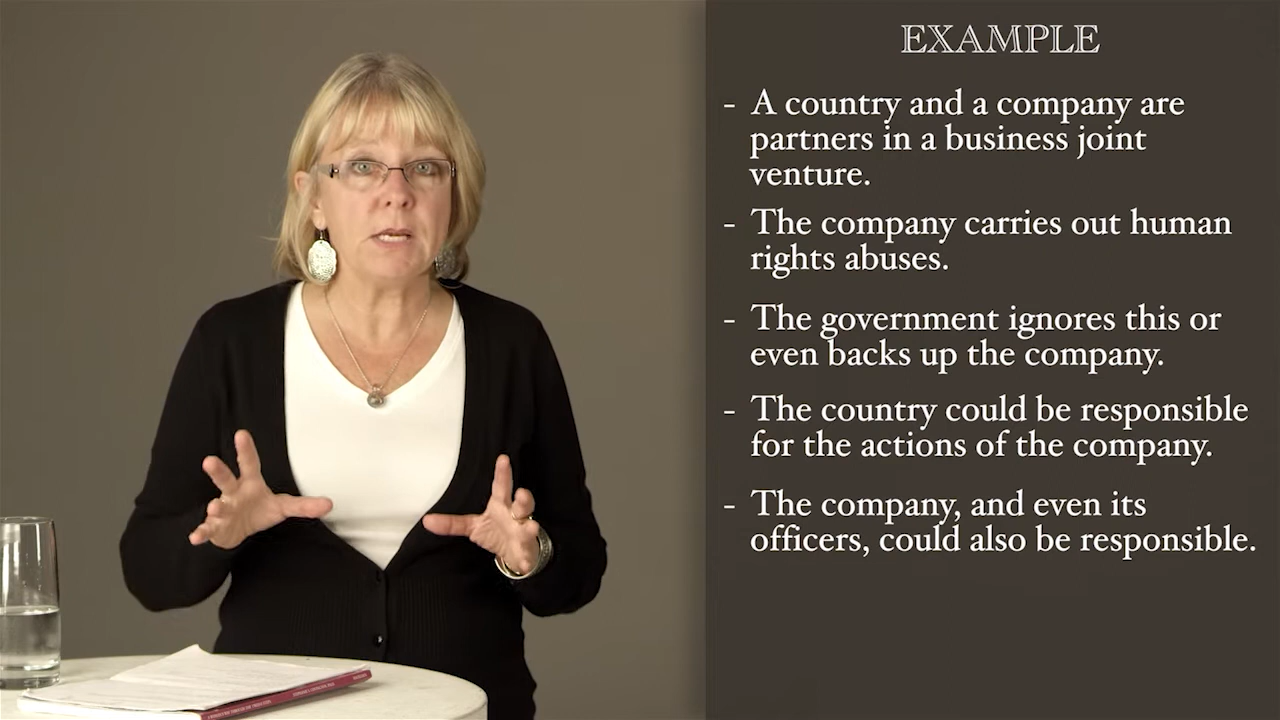 EXAMPLE
- A country and a company are
partners in a business joint
venture.
- The company carries out human
rights abuses.
- The government ignores this or
even backs up the company.
- The country could be responsible
for the actions of the company.
- The company, and even its
officers, could also be responsible.